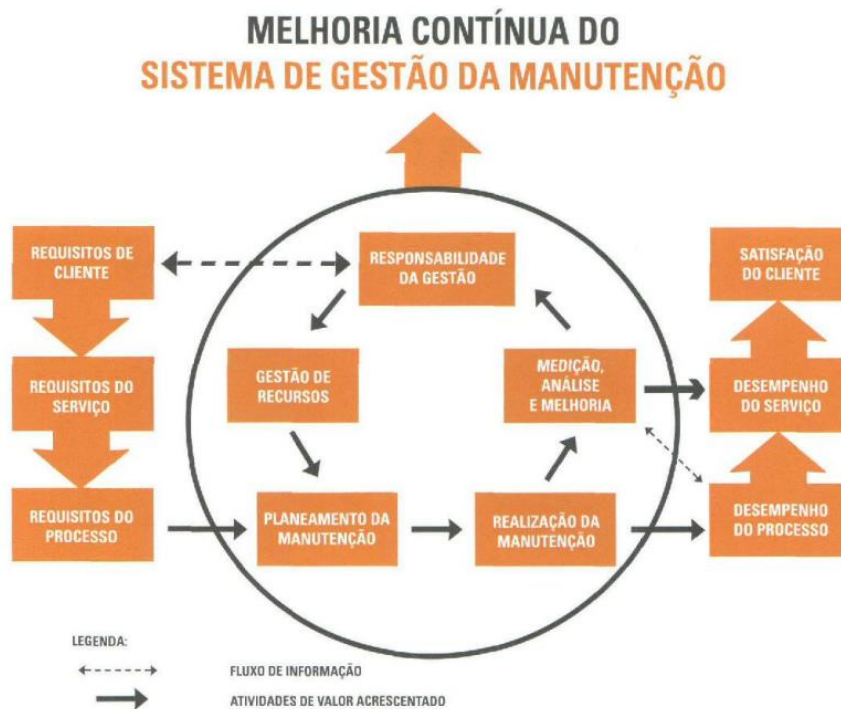 MELHORIA CONTÍNUA DO
SISTEMA DE GESTÃO DA MANUTENÇÃO
REQUISITOS DE
CLIENTE
RESPONSABILIDADE
DA GESTÃO
SATISFAÇÃO
DO CLIENTE
REQUISITOS DO
SERVIÇO
GESTÃO DE
RECURSOS
MEDIÇÃO,
ANÁLISE
E MELHORIA
DESEMPENHO
DO SERVIÇO
REQUISITOS DO
PROCESSO
PLANEAMENTO DA
MANUTENÇÃO
REALIZAÇÃO DA
MANUTENÇÃO
DESEMPENHO
DO PROCESSO
LEGENDA:
FLUXO DE INFORMAÇÃO
ATIVIDADES DE VALOR ACRESCENTADO